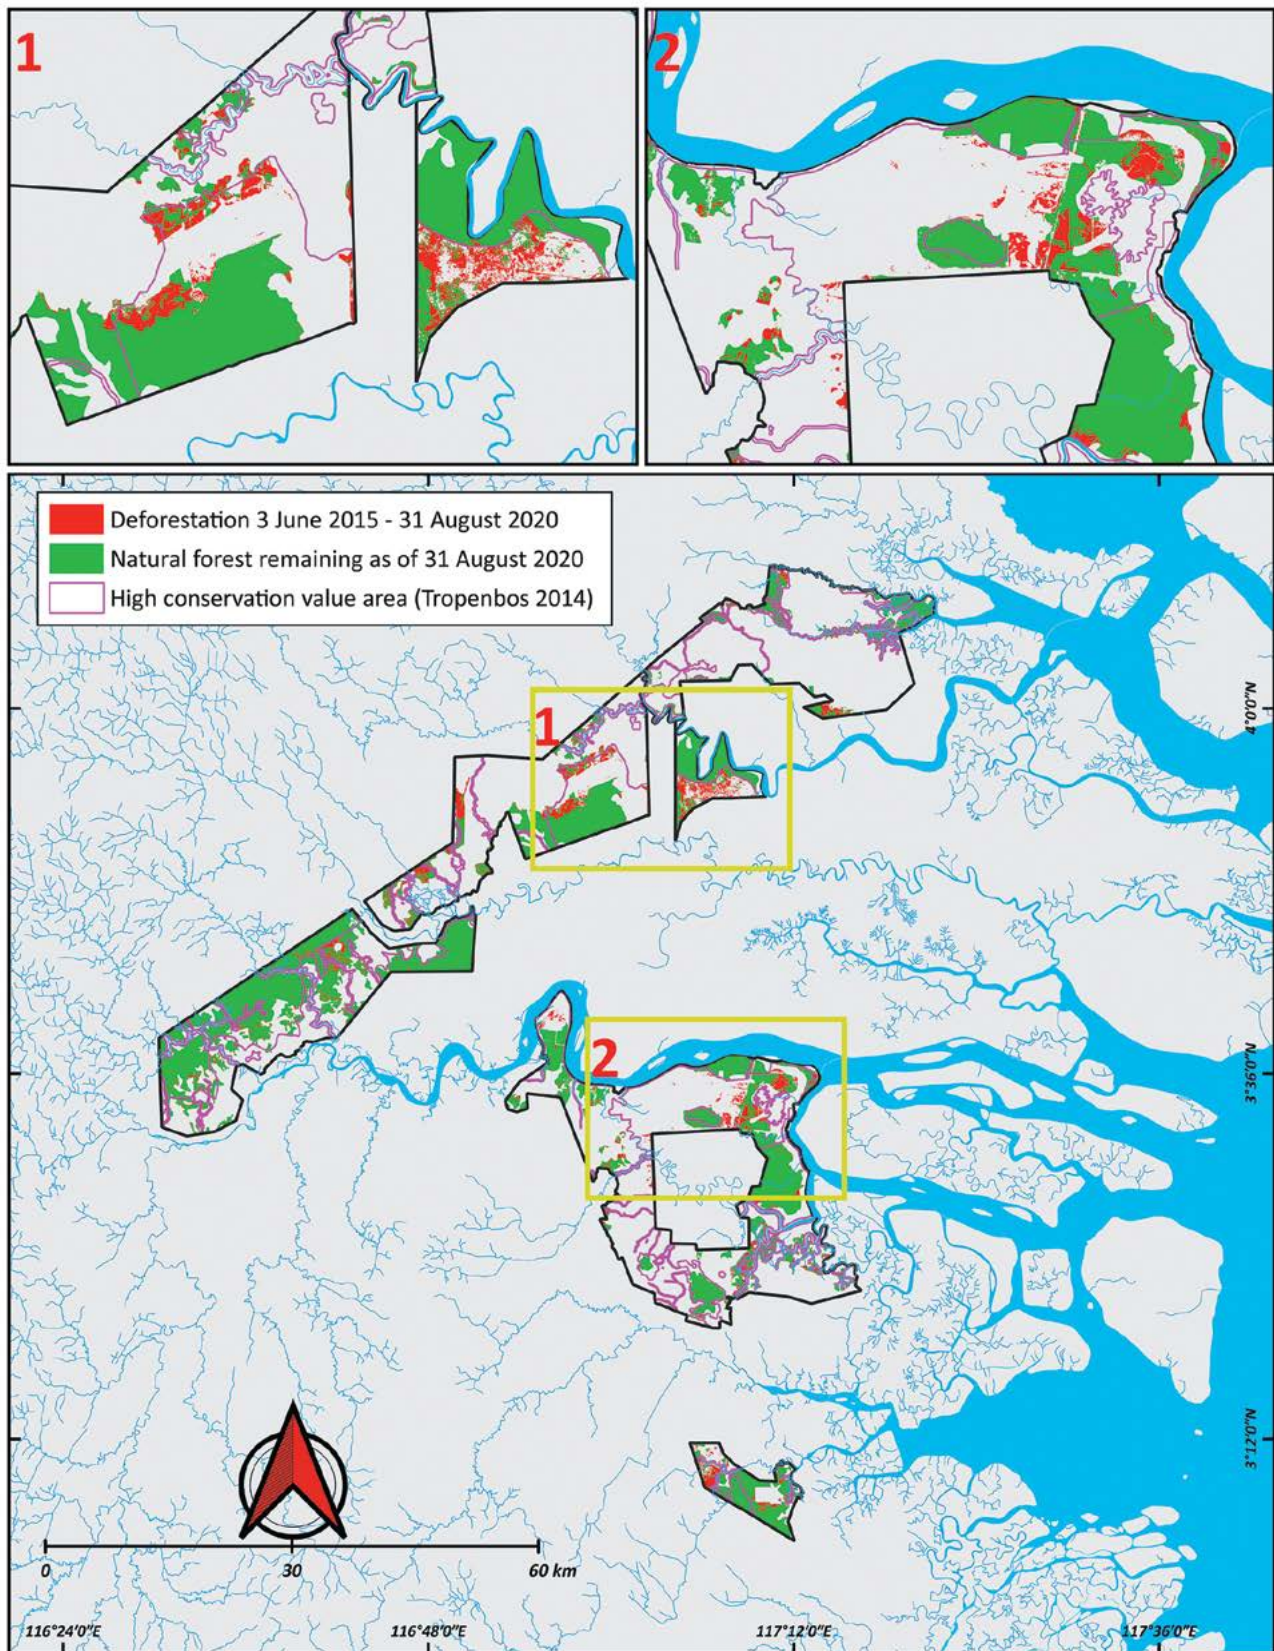 1
2
Deforestation 3 June 2015 - 31 August 2020
Natural forest remaining as of 31 August 2020
High conservation value area (Tropenbos 2014)
1
4°0'0"N
2
3°36'0"N
3°12'0"N
0 30 60 km
116°24'0"E 116°48'0"E 117°12'0"E 117°36'0"E